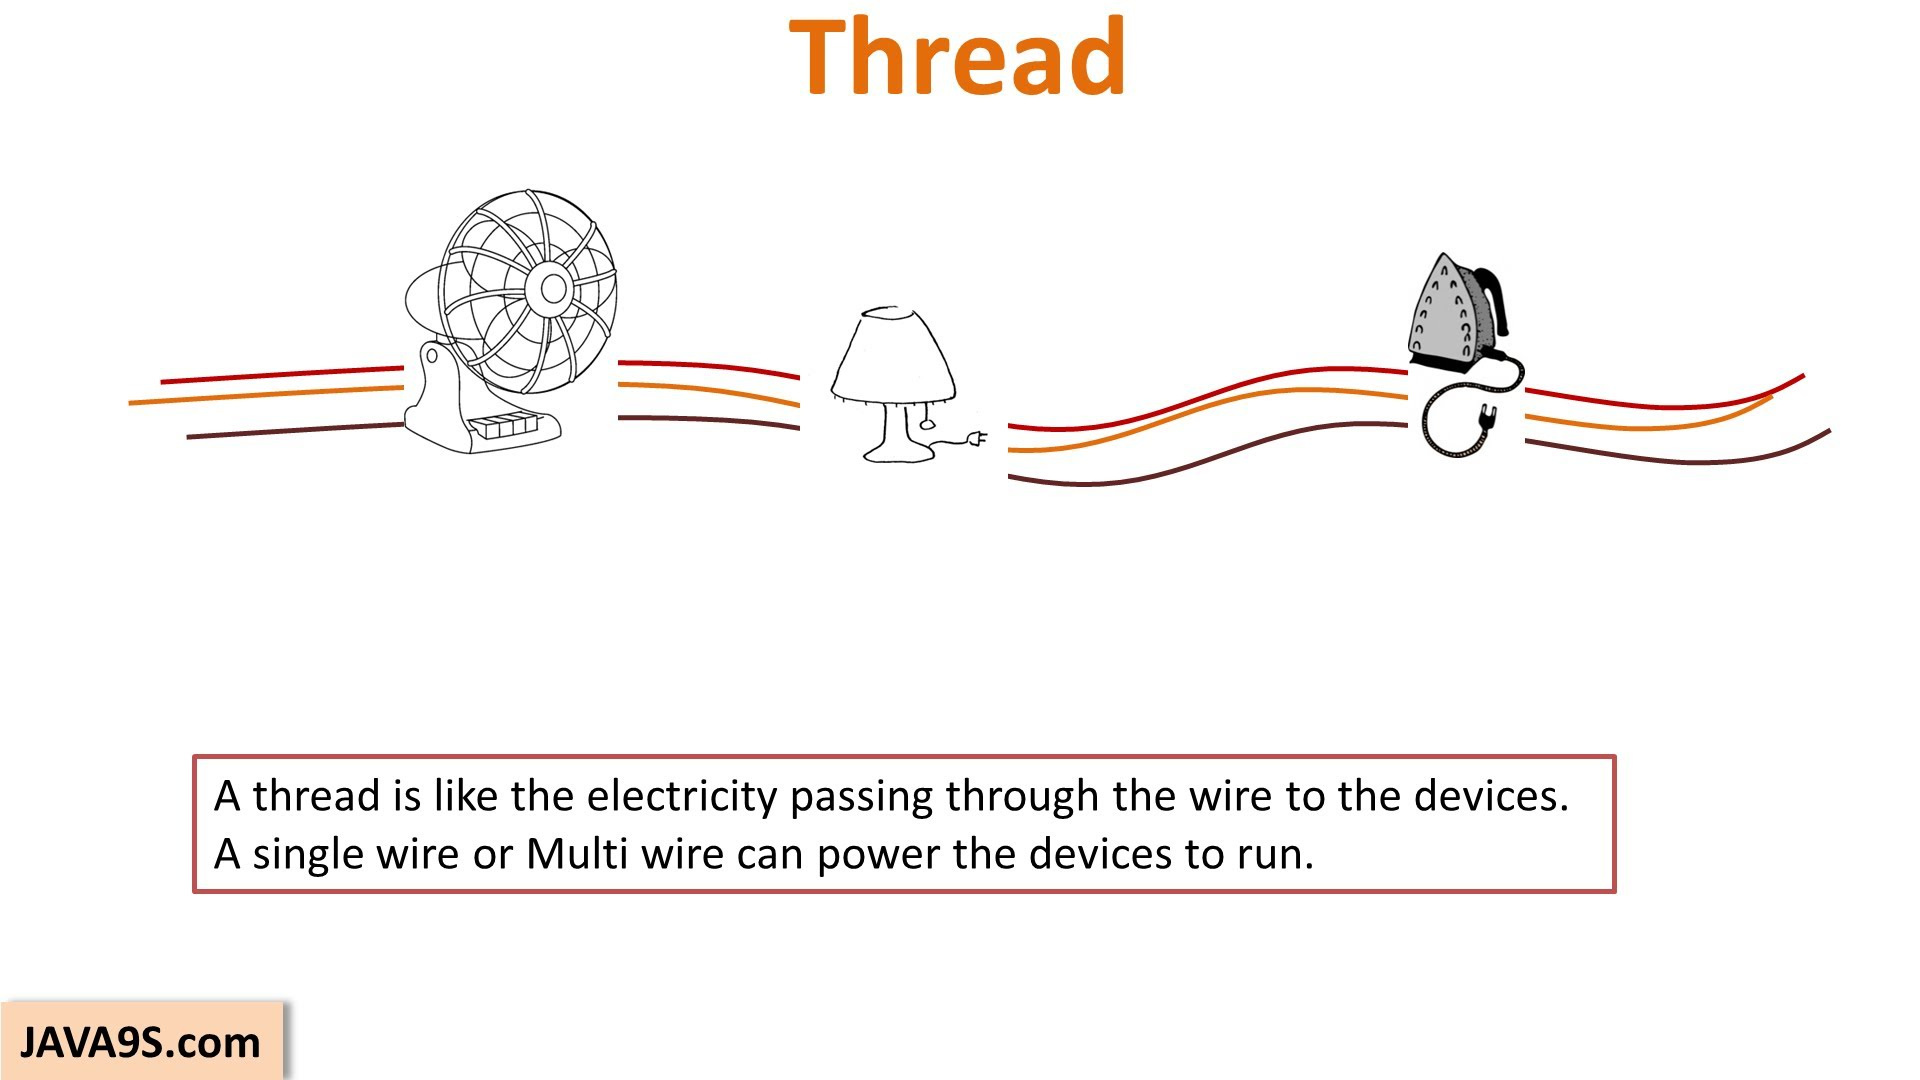 Thread
A thread is like the electricity passing through the wire to the devices.
A single wire or Multi wire can power the devices to run.
JAVA9S.com